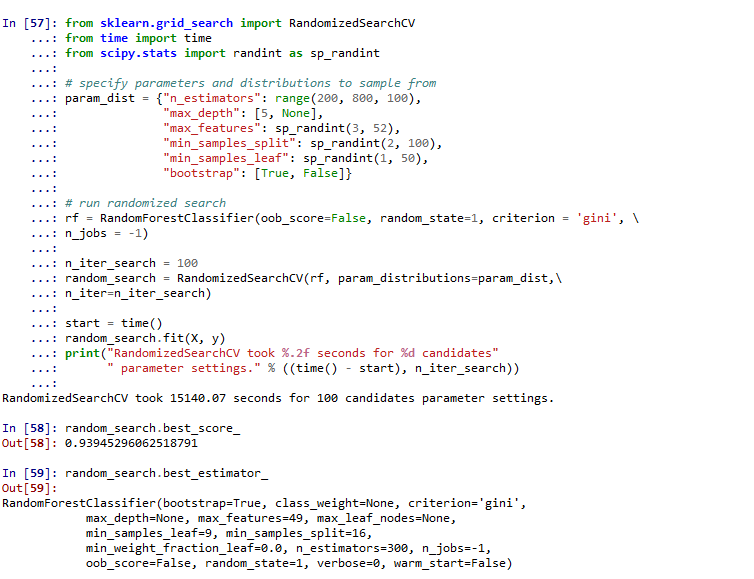 In [57]: from sklearn.grid_search import RandomizedSearchCV
    ...: from time import time
    ...: from scipy.stats import randint as sp_randint
    ...:
    ...: # specify parameters and distributions to sample from
    ...: param_dist = {"n_estimators": range(200, 800, 100),
    ...:               "max_depth": [5, None],
    ...:               "max_features": sp_randint(3, 52),
    ...:               "min_samples_split": sp_randint(2, 100),
    ...:               "min_samples_leaf": sp_randint(1, 50),
    ...:               "bootstrap": [True, False]}
    ...:
    ...: # run randomized search
    ...: rf = RandomForestClassifier(oob_score=False, random_state=1, criterion = 'gini', \
    ...: n_jobs = -1)
    ...:
    ...: n_iter_search = 100
    ...: random_search = RandomizedSearchCV(rf, param_distributions=param_dist,\
    ...: n_iter=n_iter_search)
    ...:
    ...: start = time()
    ...: random_search.fit(X, y)
    ...: print("RandomizedSearchCV took %.2f seconds for %d candidates"
    ...:       " parameter settings." % ((time() - start), n_iter_search))
    ...:
RandomizedSearchCV took 15140.07 seconds for 100 candidates parameter settings.

In [58]: random_search.best_score_
Out[58]: 0.93945296062518791

In [59]: random_search.best_estimator_
Out[59]:
RandomForestClassifier(bootstrap=True, class_weight=None, criterion='gini',
            max_depth=None, max_features=49, max_leaf_nodes=None,
            min_samples_leaf=9, min_samples_split=16,
            min_weight_fraction_leaf=0.0, n_estimators=300, n_jobs=-1,
            oob_score=False, random_state=1, verbose=0, warm_start=False)